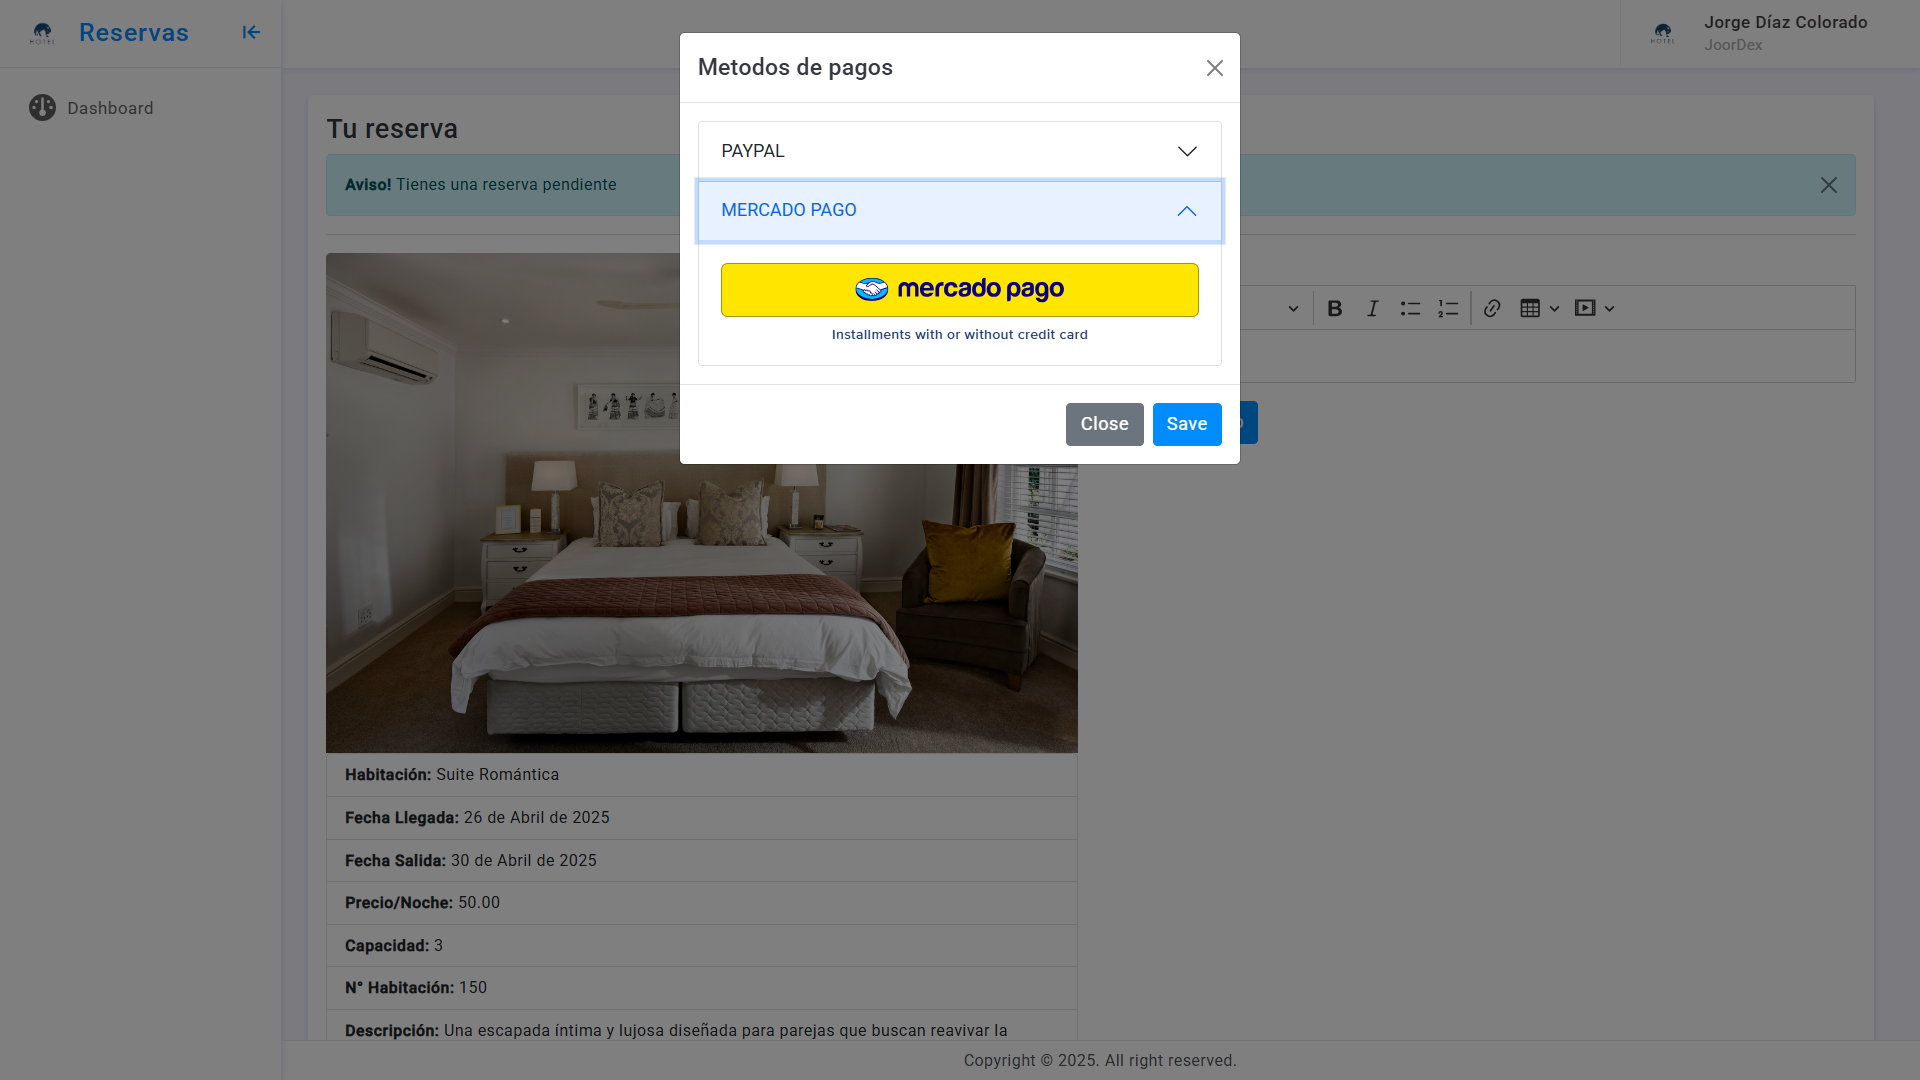 HOTEL
Reservas
Dashboard
HOTEL
Jorge Díaz Colorado
JoorDex
Tu reserva
Aviso! Tienes una reserva pendiente
Metodos de pagos
PAYPAL
MERCADO PAGO
mercado pago
Installments with or without credit card
Close
Save
Habitación: Suite Romántica
Fecha Llegada: 26 de Abril de 2025
Fecha Salida: 30 de Abril de 2025
Precio/Noche: 50.00
Capacidad: 3
N° Habitación: 150
Descripción: Una escapada íntima y lujosa diseñada para parejas que buscan reavivar la
Copyright © 2025. All right reserved.